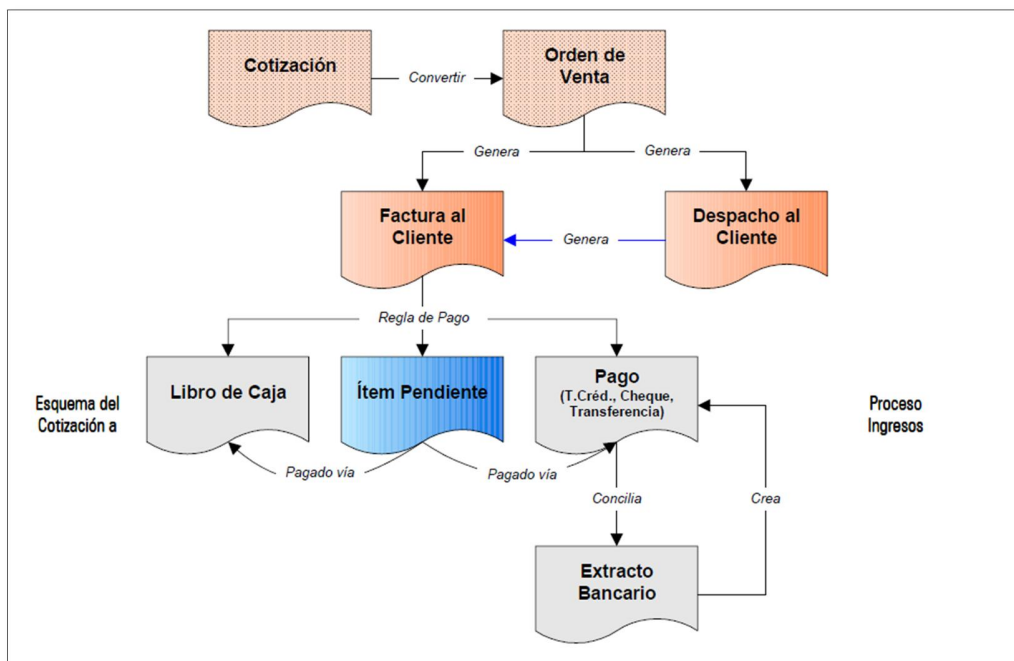 Cotización
Convertir
Orden de
Venta
Genera
Genera
Factura al
Cliente
Genera
Despacho al
Cliente
Regla de Pago
Libro de Caja
Ítem Pendiente
Pago
(T.Créd., Cheque,
Transferencia)
Esquema del
Cotización a
Proceso
Ingresos
Pagado vía
Pagado vía
Concilia
Crea
Extracto
Bancario